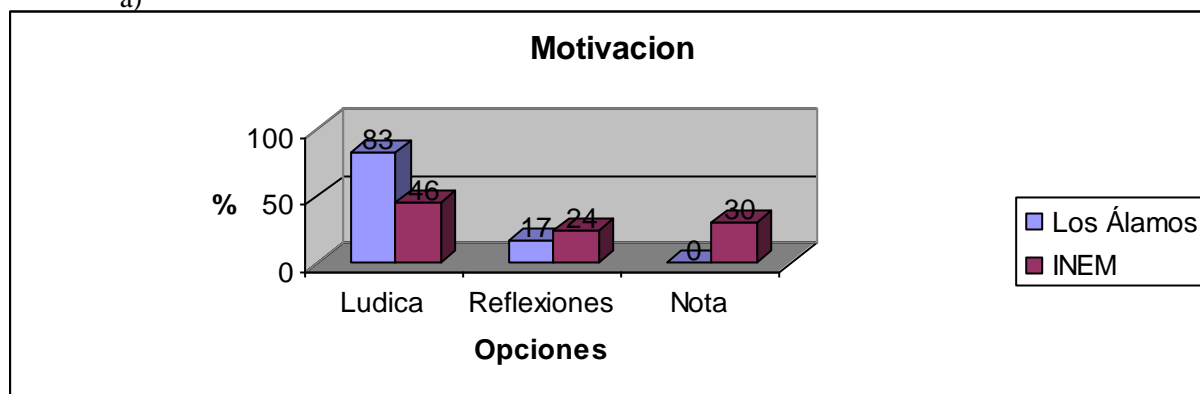 a)
Motivacion
100
83
46
% 50
17 24
30
0
0
Ludica Reflexiones Nota
Opciones
Los Álamos
INEM